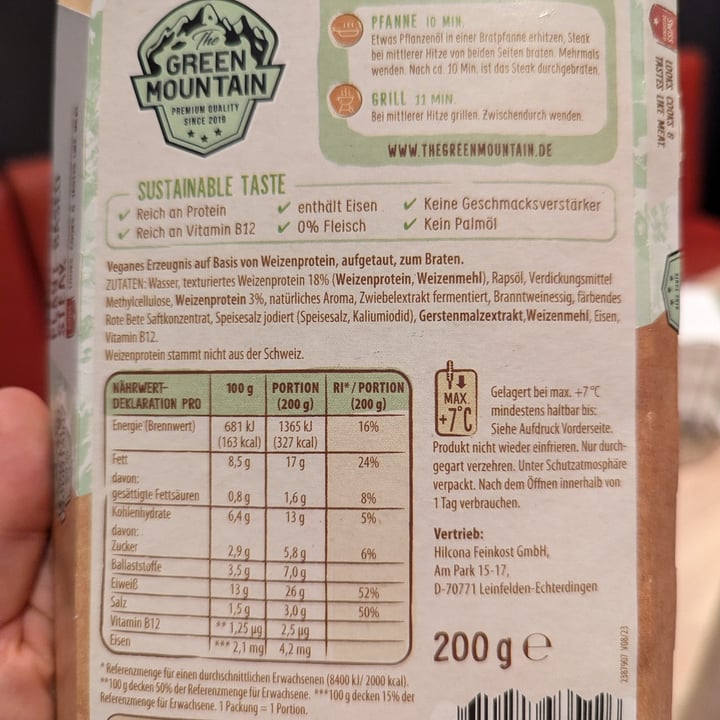 The
GREEN
MOUNTAIN
PREMIUM QUALITY
SINCE 2019
PFANNE 10 MIN.
Etwas Pflanzenöl in einer Bratpfanne erhitzen, Steak
bei mittlerer Hitze von beiden Seiten braten. Mehrmals
wenden. Nach ca. 10 Min. ist das Steak durchgebraten.
GRILL 11 MIN.
Bei mittlerer Hitze grillen. Zwischendurch wenden.
WWW.THEGREENMOUNTAIN.DE
SWISS
LOOKS, COOKS &
TASTES LIKE MEAT.
SUSTAINABLE TASTE
✓ Reich an Protein ✓ enthält Eisen ✓ Keine Geschmacksverstärker
✓ Reich an Vitamin B12 ✓ 0% Fleisch ✓ Kein Palmöl
Veganes Erzeugnis auf Basis von Weizenprotein, aufgetaut, zum Braten.
ZUTATEN: Wasser, texturiertes Weizenprotein 18% (Weizenprotein, Weizenmehl), Rapsöl, Verdickungsmittel
Methylcellulose, Weizenprotein 3%, natürliches Aroma, Zwiebelextrakt fermentiert, Branntweinessig, färbendes
Rote Bete Saftkonzentrat, Speisesalz jodiert (Speisesalz, Kaliumiodid), Gerstenmalzextrakt, Weizenmehl, Eisen,
Vitamin B12.
Weizenprotein stammt nicht aus der Schweiz.
NÄHRWERT-
DEKLARATION PRO 100 g PORTION (200 g) RI* / PORTION (200 g)
Energie (Brennwert) 681 kJ 1365 kJ 16%
(163 kcal) (327 kcal)
Fett 8,5 g 17 g 24%
davon:
gesättigte Fettsäuren 0,8 g 1,6 g 8%
Kohlenhydrate 6,4 g 13 g 5%
davon:
Zucker 2,9 g 5,8 g 6%
Ballaststoffe 3,5 g 7,0 g
Eiweiß 13 g 26 g 52%
Salz 1,5 g 3,0 g 50%
Vitamin B12 ** 1,25 µg 2,5 µg
Eisen *** 2,1 mg 4,2 mg
* Referenzmenge für einen durchschnittlichen Erwachsenen (8400 kJ/ 2000 kcal).
**100 g decken 50% der Referenzmenge für Erwachsene. ***100 g decken 15% der
Referenzmenge für Erwachsene. 1 Packung = 1 Portion.
MAX.
+7°C
Gelagert bei max. +7°C
mindestens haltbar bis:
Siehe Aufdruck Vorderseite.
Produkt nicht wieder einfrieren. Nur durch-
gegart verzehren. Unter Schutzatmosphäre
verpackt. Nach dem Öffnen innerhalb von
1 Tag verbrauchen.
Vertrieb:
Hilcona Feinkost GmbH,
Am Park 15-17,
D-70771 Leinfelden-Echterdingen
200 g ℮
2387907 V08/23